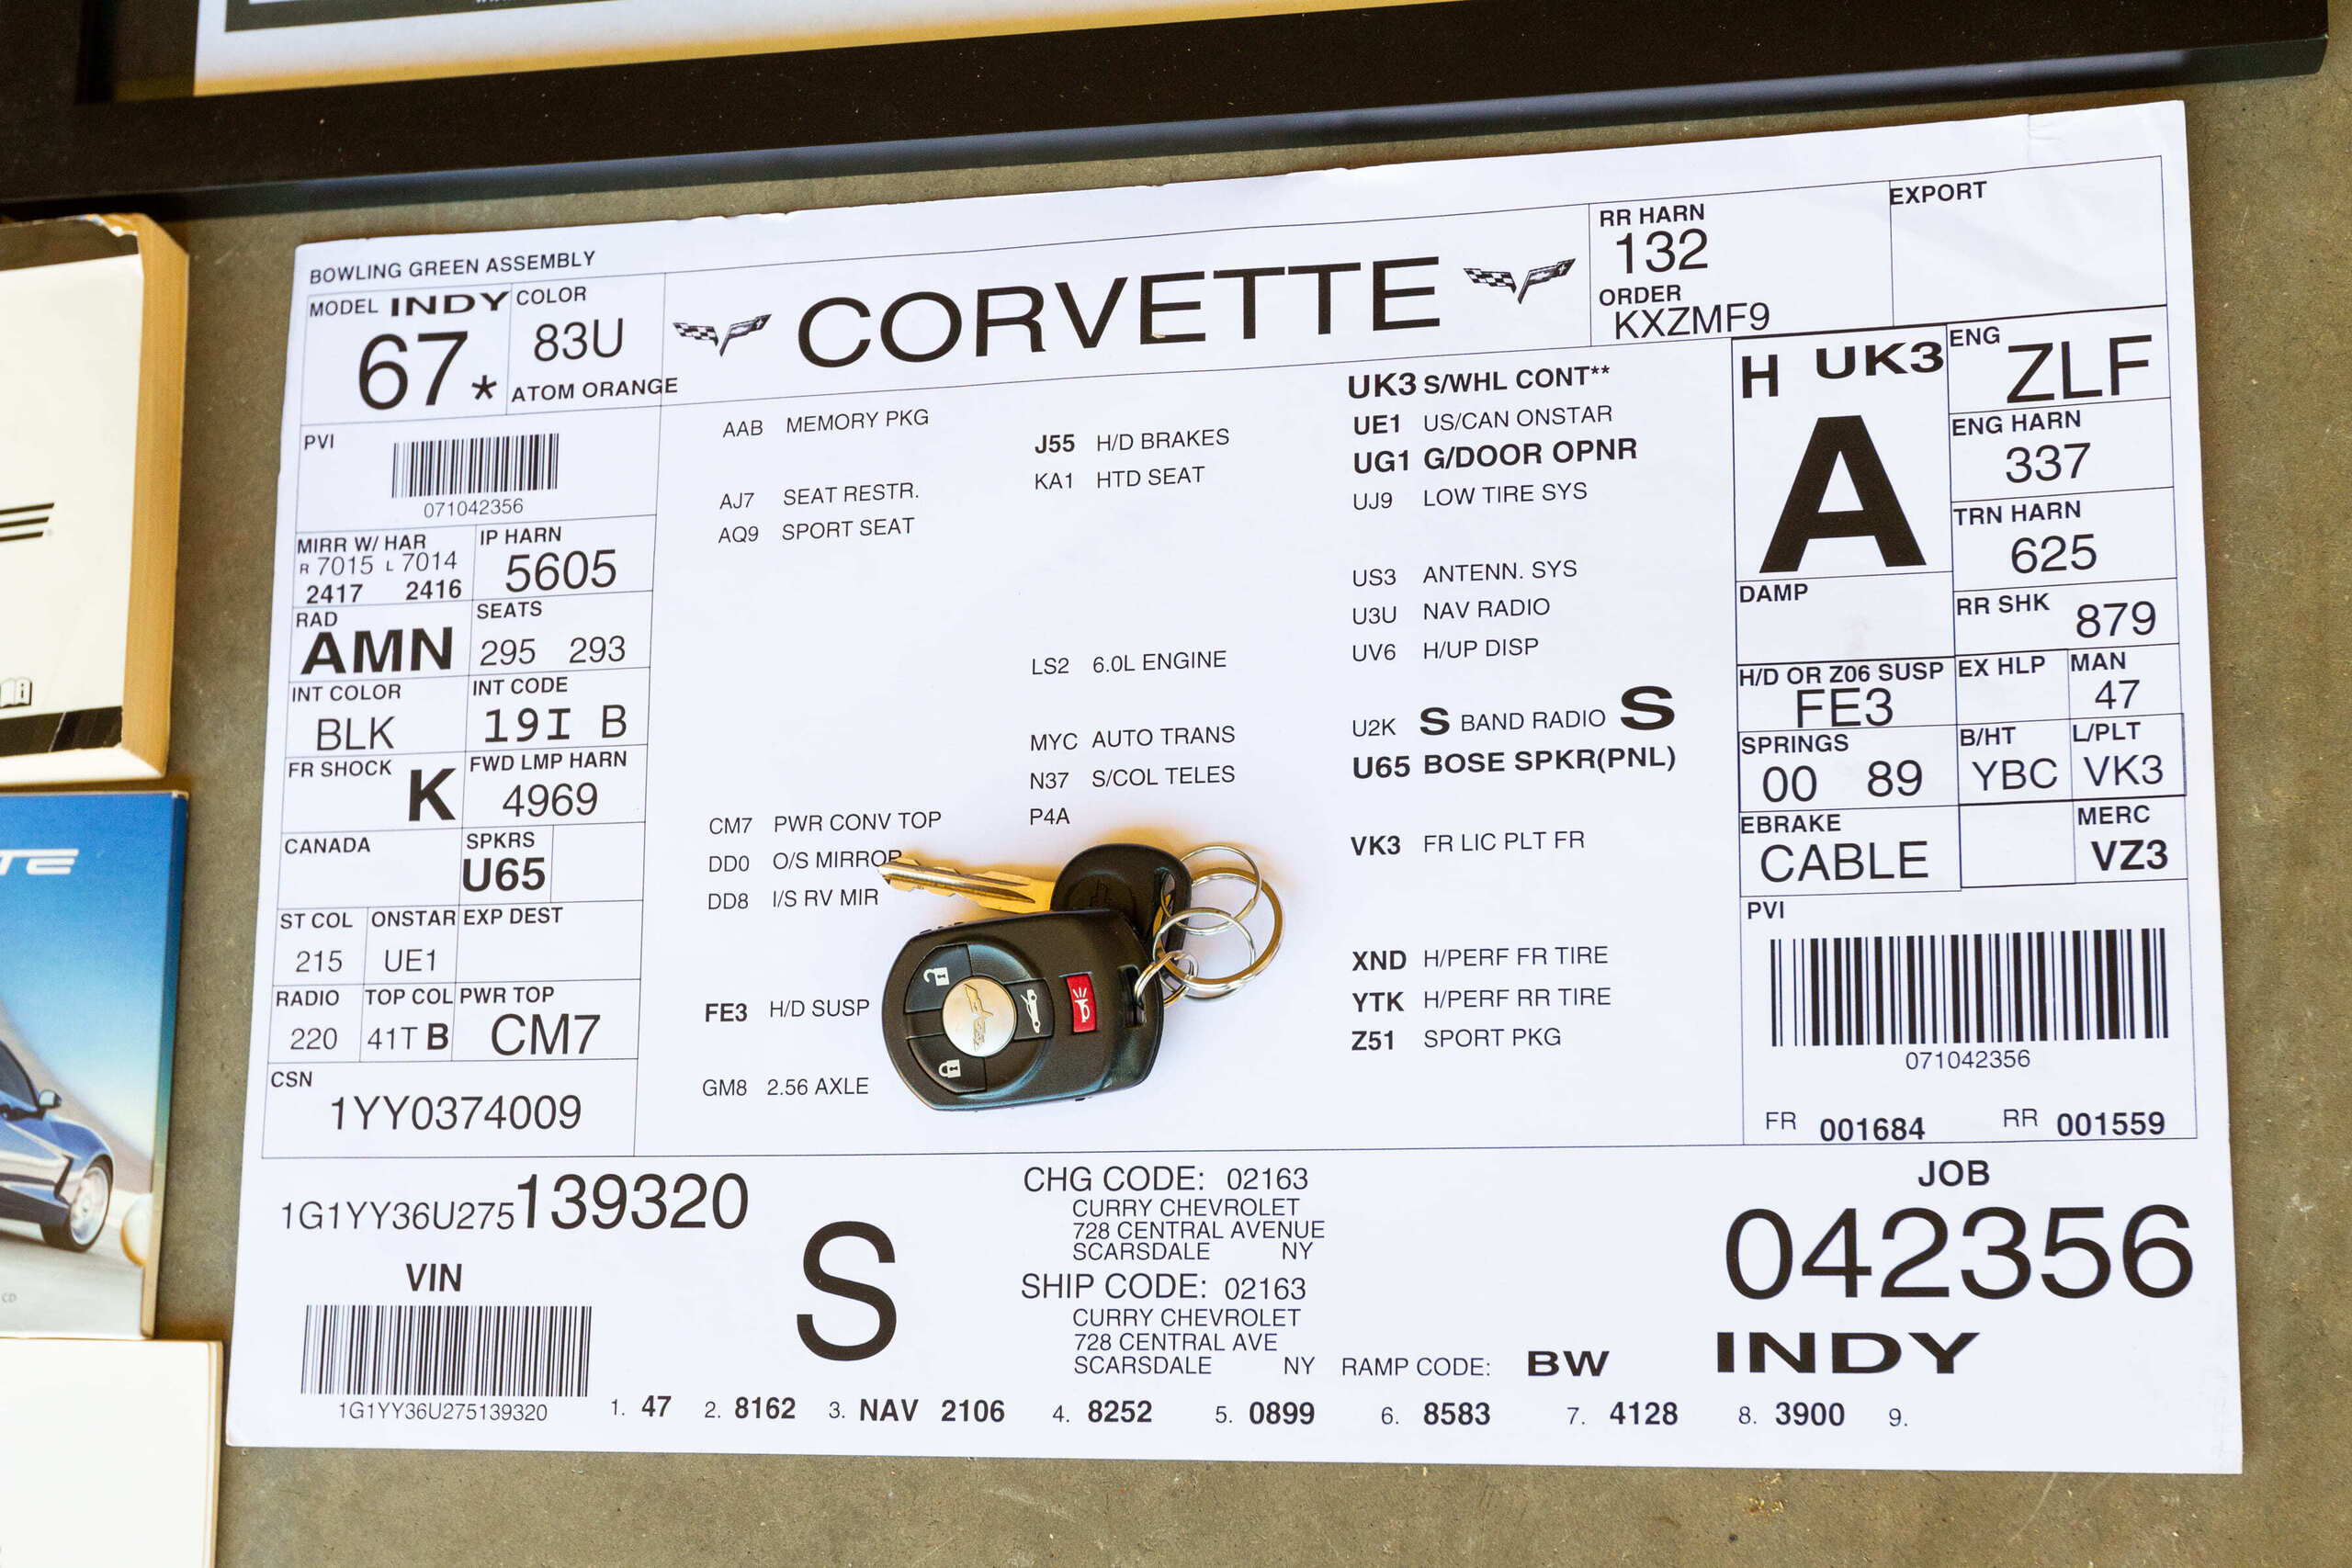 BOWLING GREEN ASSEMBLY
MODEL INDY
67*
COLOR
83U
ATOM ORANGE
CORVETTE
RR HARN
132
ORDER
KXZMF9
EXPORT
PVI
071042356
MIRR W/ HAR
R 7015 L 7014
2417 2416
IP HARN
5605
RAD
AMN
SEATS
295 293
INT COLOR
BLK
INT CODE
19I B
FR SHOCK
K
FWD LMP HARN
4969
CANADA
SPKRS
U65
ST COL
215
ONSTAR
UE1
EXP DEST
RADIO
220
TOP COL
41T B
PWR TOP
CM7
CSN
1YY0374009
AAB MEMORY PKG
AJ7 SEAT RESTR.
AQ9 SPORT SEAT
CM7 PWR CONV TOP
DD0 O/S MIRROR
DD8 I/S RV MIR
FE3 H/D SUSP
GM8 2.56 AXLE
J55 H/D BRAKES
KA1 HTD SEAT
LS2 6.0L ENGINE
MYC AUTO TRANS
N37 S/COL TELES
P4A
UK3 S/WHL CONT**
UE1 US/CAN ONSTAR
UG1 G/DOOR OPNR
UJ9 LOW TIRE SYS
US3 ANTENN. SYS
U3U NAV RADIO
UV6 H/UP DISP
U2K S BAND RADIO S
U65 BOSE SPKR(PNL)
VK3 FR LIC PLT FR
XND H/PERF FR TIRE
YTK H/PERF RR TIRE
Z51 SPORT PKG
H UK3
A
ENG
ZLF
ENG HARN
337
TRN HARN
625
DAMP
RR SHK 879
H/D OR Z06 SUSP
FE3
EX HLP
MAN
47
SPRINGS
00 89
B/HT
YBC
L/PLT
VK3
EBRAKE
CABLE
MERC
VZ3
PVI
071042356
FR 001684 RR 001559
1G1YY36U275139320
VIN
1G1YY36U275139320
S
CHG CODE: 02163
CURRY CHEVROLET
728 CENTRAL AVENUE
SCARSDALE NY
SHIP CODE: 02163
CURRY CHEVROLET
728 CENTRAL AVE
SCARSDALE NY
RAMP CODE: BW
JOB
042356
INDY
1. 47 2. 8162 3. NAV 2106 4. 8252 5. 0899 6. 8583 7. 4128 8. 3900 9.
TE
CD